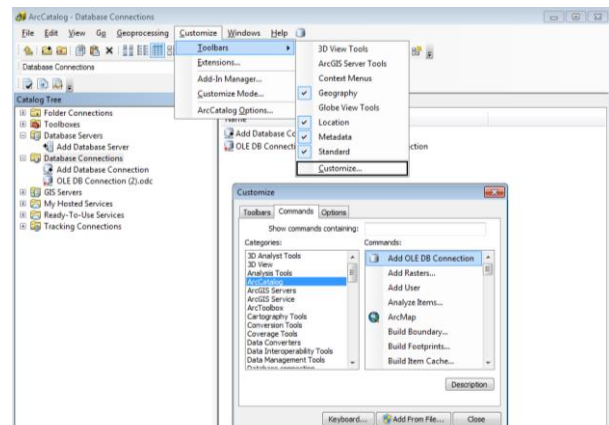 ArcCatalog - Database Connections
File Edit View Go Geoprocessing Customize Windows Help
Toolbars
Extensions...
Add-In Manager...
Customize Mode...
ArcCatalog Options...
3D View Tools
ArcGIS Server Tools
Context Menus
Geography
Globe View Tools
Location
Metadata
Standard
Customize...
Database Connections
Catalog Tree
Folder Connections
Toolboxes
Database Servers
Add Database Server
Database Connections
Add Database Connection
OLE DB Connection (2).odc
GIS Servers
My Hosted Services
Ready-To-Use Services
Tracking Connections
Name
Add Database Co
OLE DB Connecti
ction
Customize
Toolbars Commands Options
Show commands containing:
Categories: Commands:
3D Analyst Tools
3D View
Analysis Tools
ArcCatalog
ArcGIS Servers
ArcGIS Service
ArcToolbox
Cartography Tools
Conversion Tools
Coverage Tools
Data Converters
Data Interoperability Tools
Data Management Tools
Database connection
Add OLE DB Connection
Add Rasters...
Add User
Analyze Items...
ArcMap
Build Boundary...
Build Footprints...
Build Item Cache...
Description
Keyboard... Add From File... Close